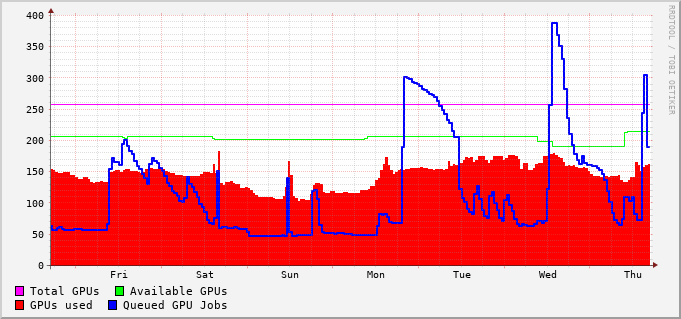 400
350
300
250
200
150
100
50
0
Fri Sat Sun Mon Tue Wed Thu
Total GPUs Available GPUs
GPUs used Queued GPU Jobs
RRDTOOL / TOBI OETIKER